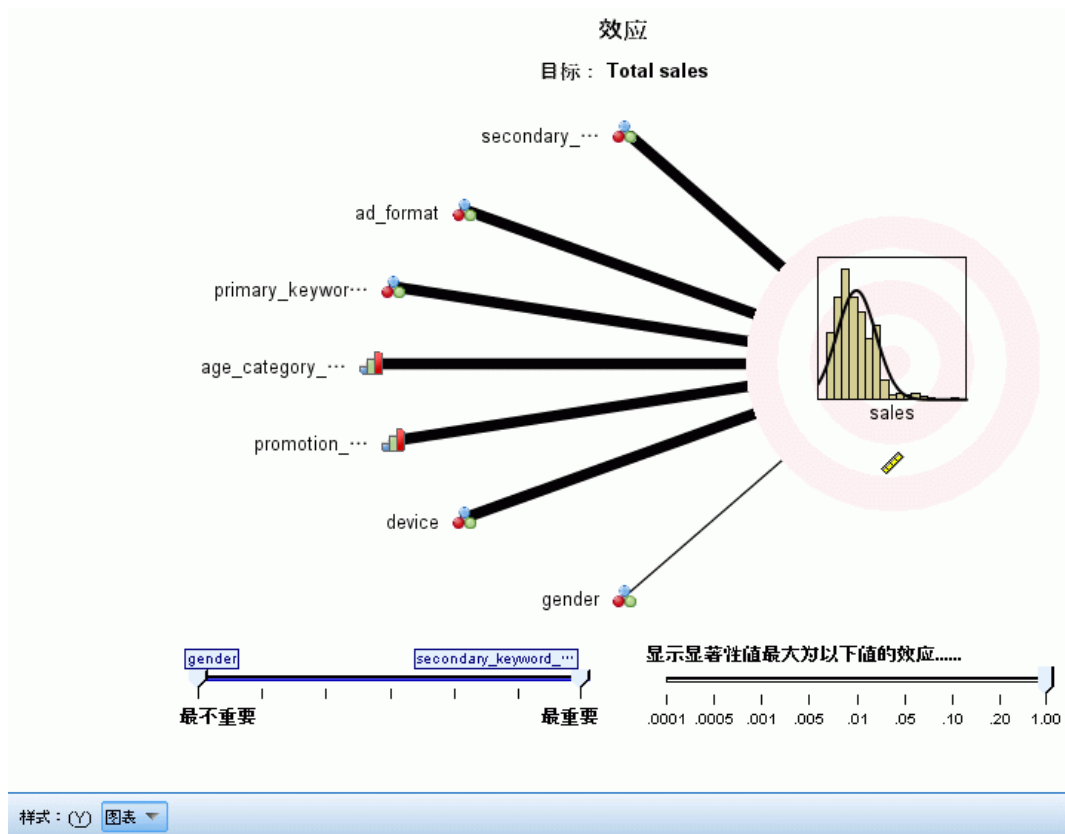 效应
目标： Total sales
secondary_…
ad_format
primary_keywor…
age_category_…
promotion_…
device
gender
sales
gender
secondary_keyword_…
最不重要
最重要
显示显著性值最大为以下值的效应......
.0001 .0005 .001 .005 .01 .05 .10 .20 1.00
样式：(Y) 图表